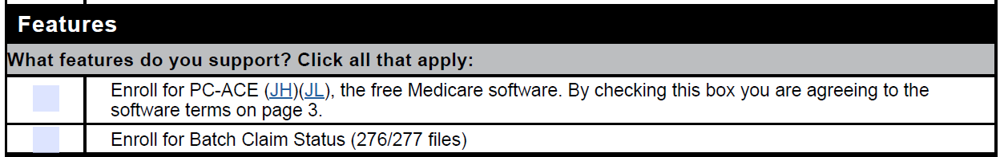 Features
What features do you support? Click all that apply:
Enroll for PC-ACE (JH)(JL), the free Medicare software. By checking this box you are agreeing to the
software terms on page 3.
Enroll for Batch Claim Status (276/277 files)